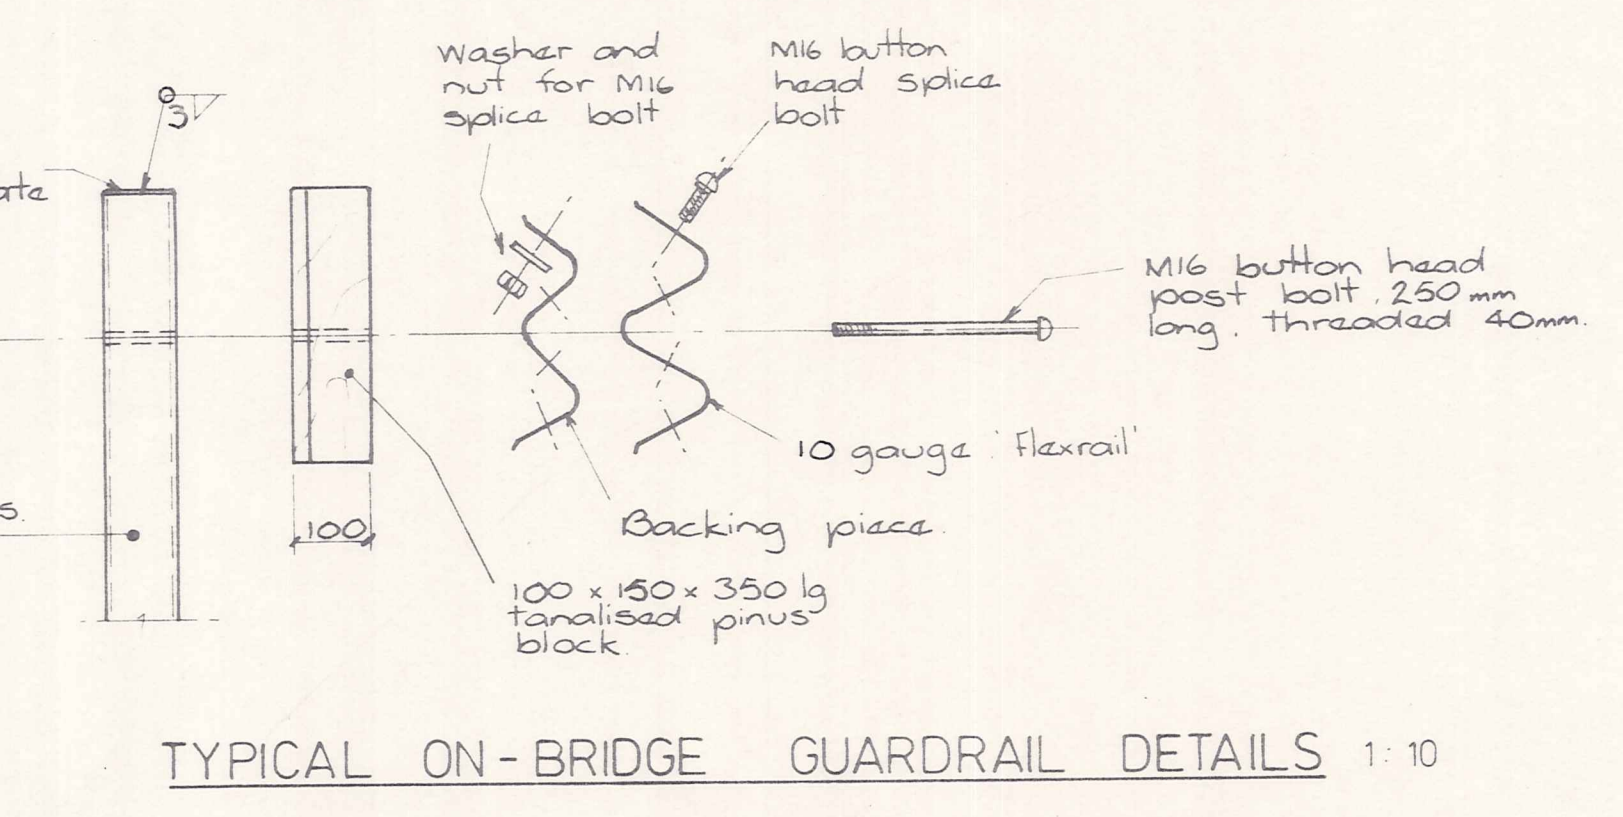 Washer and
nut for M16
splice bolt
M16 button
head splice
bolt
3
M16 button head
post bolt. 250mm
long. threaded 40mm.
10 gauge 'Flexrail'
Backing piece.
100
100 x 150 x 350 lg
tanalised pinus
block.
TYPICAL ON-BRIDGE GUARDRAIL DETAILS 1:10